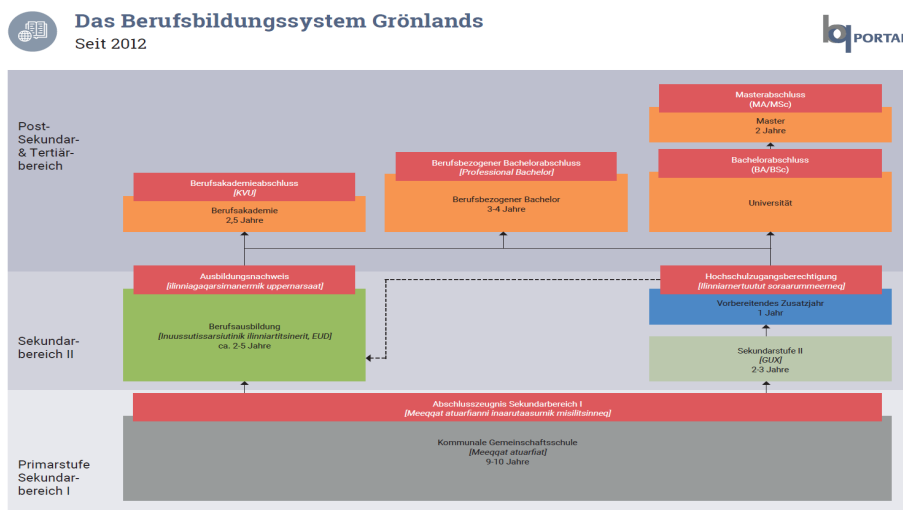 Das Berufsbildungssystem Grönlands
Seit 2012
bq PORTAL
Post-
Sekundar-
& Tertiär-
bereich
Masterabschluss
(MA/MSc)
Master
2 Jahre
Bachelorabschluss
(BA/BSc)
Universität
Berufsbezogener Bachelorabschluss
[Professional Bachelor]
Berufsbezogener Bachelor
3-4 Jahre
Berufsakademieabschluss
[KVU]
Berufsakademie
2,5 Jahre
Sekundar-
bereich II
Ausbildungsnachweis
[ilinniagaqarsimanermik uppernarsaat]
Berufsausbildung
[Inuussutissarsiutinik ilinniartitsinerit, EUD]
ca. 2-5 Jahre
Hochschulzugangsberechtigung
[Ilinniarnertuutut soraarummeerneq]
Vorbereitendes Zusatzjahr
1 Jahr
Sekundarstufe II
[GUX]
2-3 Jahre
Primarstufe
Sekundar-
bereich I
Abschlusszeugnis Sekundarbereich I
[Meeqqat atuarfianni inaarutaasumik misilitsinneq]
Kommunale Gemeinschaftsschule
[Meeqqat atuarfiat]
9-10 Jahre